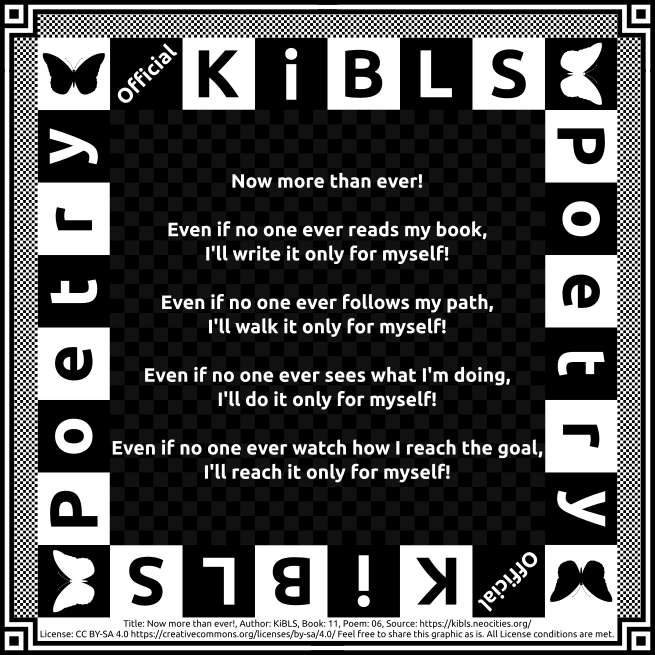 Official KiBLS
Poetry
Poetry
Now more than ever!
Even if no one ever reads my book,
I'll write it only for myself!
Even if no one ever follows my path,
I'll walk it only for myself!
Even if no one ever sees what I'm doing,
I'll do it only for myself!
Even if no one ever watch how I reach the goal,
I'll reach it only for myself!
Official KiBLS
Title: Now more than ever!, Author: KiBLS, Book: 11, Poem: 06, Source: https://kibls.neocities.org/
License: CC BY-SA 4.0 https://creativecommons.org/licenses/by-sa/4.0/ Feel free to share this graphic as is. All License conditions are met.